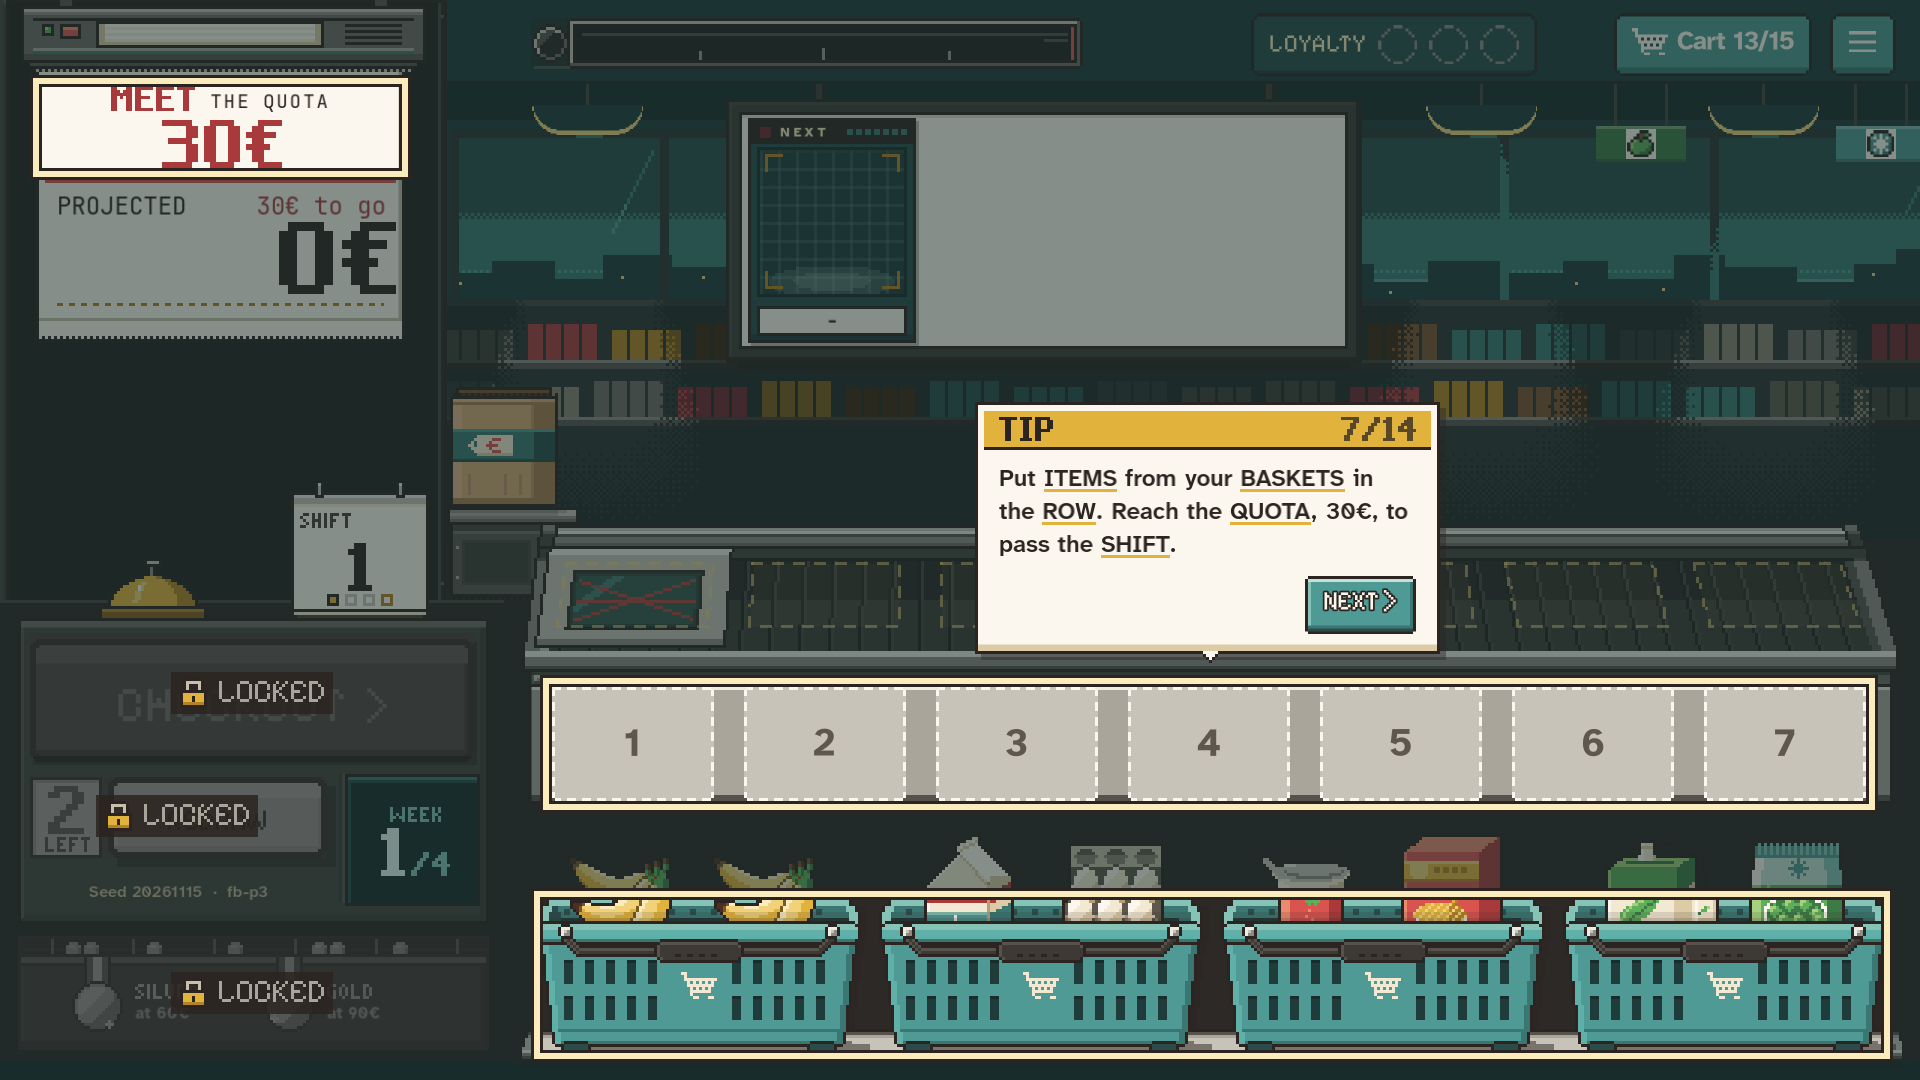 MEET THE QUOTA
30€
PROJECTED
30€ to go
0€
SHIFT
1
LOCKED
2
LEFT
LOCKED
WEEK
1/4
Seed 20261115 · fb-p3
LOCKED
at 90€
LOYALTY
Cart 13/15
NEXT
-
TIP
7/14
Put ITEMS from your BASKETS in
the ROW. Reach the QUOTA, 30€, to
pass the SHIFT.
NEXT
1
2
3
4
5
6
7